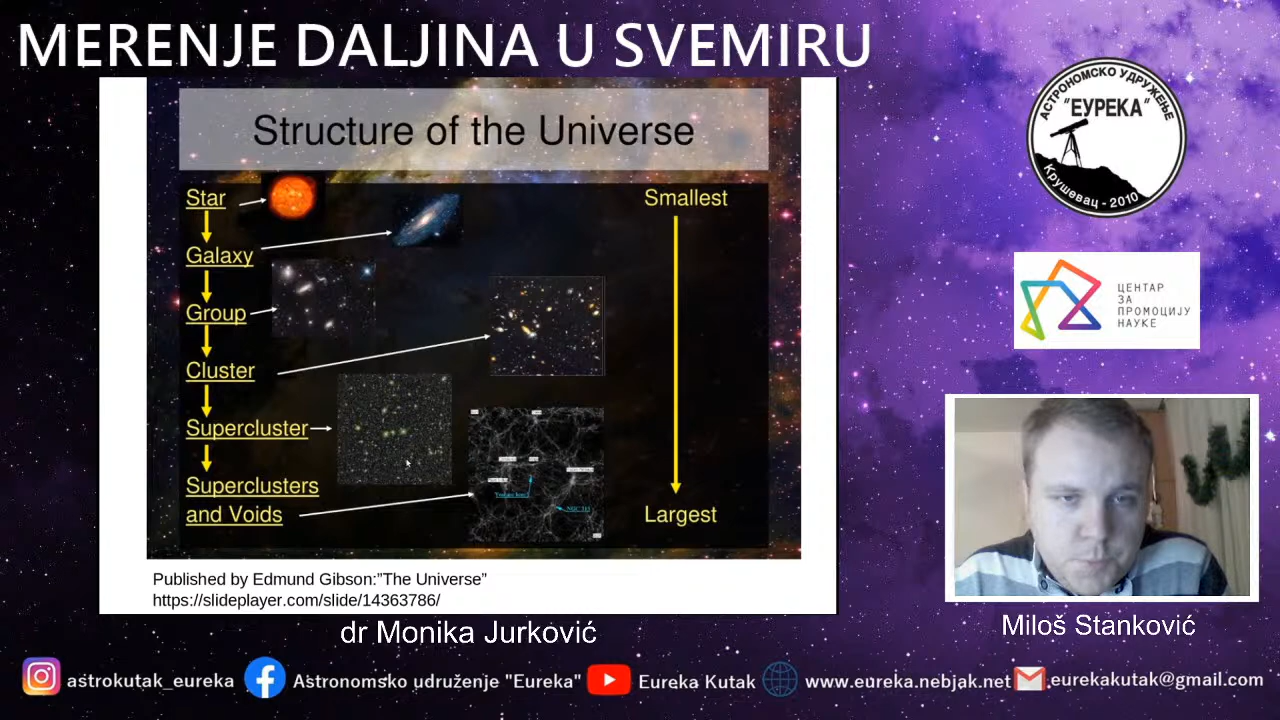 MERENJE DALJINA U SVEMIRU
Structure of the Universe
Star
Galaxy
Group
Cluster
Supercluster
Superclusters
and Voids
Smallest
Largest
Published by Edmund Gibson:"The Universe"
https://slideplayer.com/slide/14363786/
dr Monika Jurković
АСТРОНОМСКО УДРУЖЕЊЕ
"ЕУРЕКА"
Крушевац - 2010
ЦЕНТАР
ЗА
ПРОМОЦИЈУ
НАУКЕ
Miloš Stanković
astrokutak_eureka
Astronomsko udruženje "Eureka"
Eureka Kutak
www.eureka.nebjak.net
eurekakutak@gmail.com